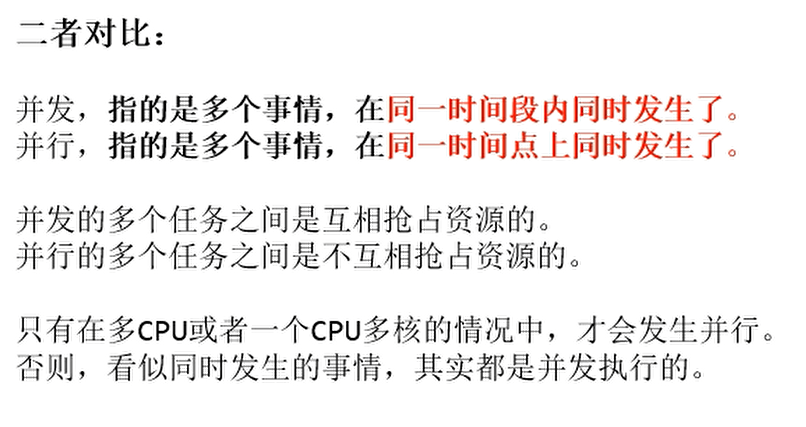 二者对比：
并发，指的是多个事情，在同一时间段内同时发生了。
并行，指的是多个事情，在同一时间点上同时发生了。
并发的多个任务之间是互相抢占资源的。
并行的多个任务之间是不互相抢占资源的。
只有在多CPU或者一个CPU多核的情况中，才会发生并行。
否则，看似同时发生的事情，其实都是并发执行的。